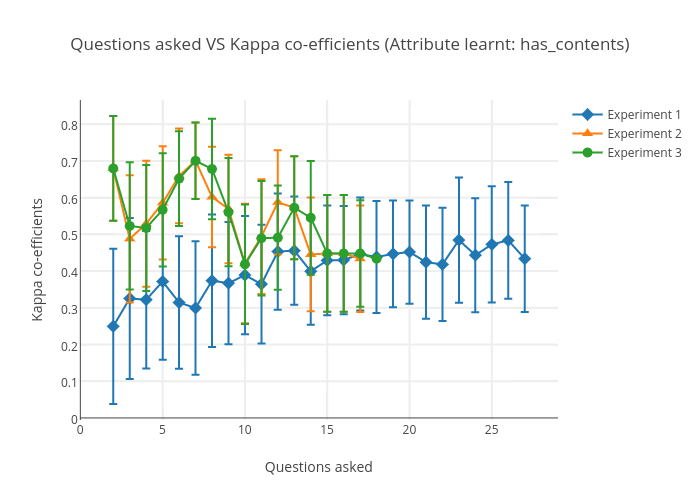 Questions asked VS Kappa co-efficients (Attribute learnt: has_contents)
Experiment 1
Experiment 2
Experiment 3
Kappa co-efficients
0.8
0.7
0.6
0.5
0.4
0.3
0.2
0.1
0
0 5 10 15 20 25
Questions asked